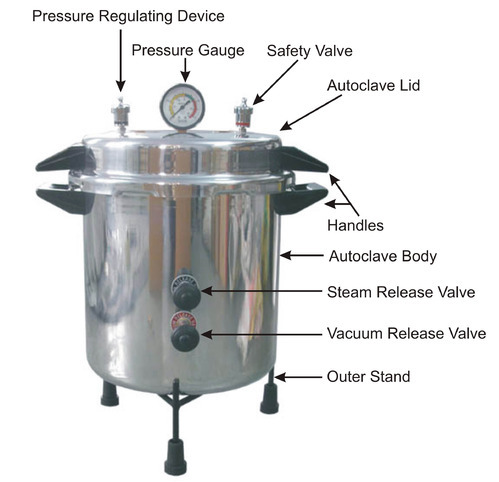 Pressure Regulating Device
Pressure Gauge
Safety Valve
Autoclave Lid
Handles
Autoclave Body
RELEASE
Steam Release Valve
Vacuum Release Valve
Outer Stand